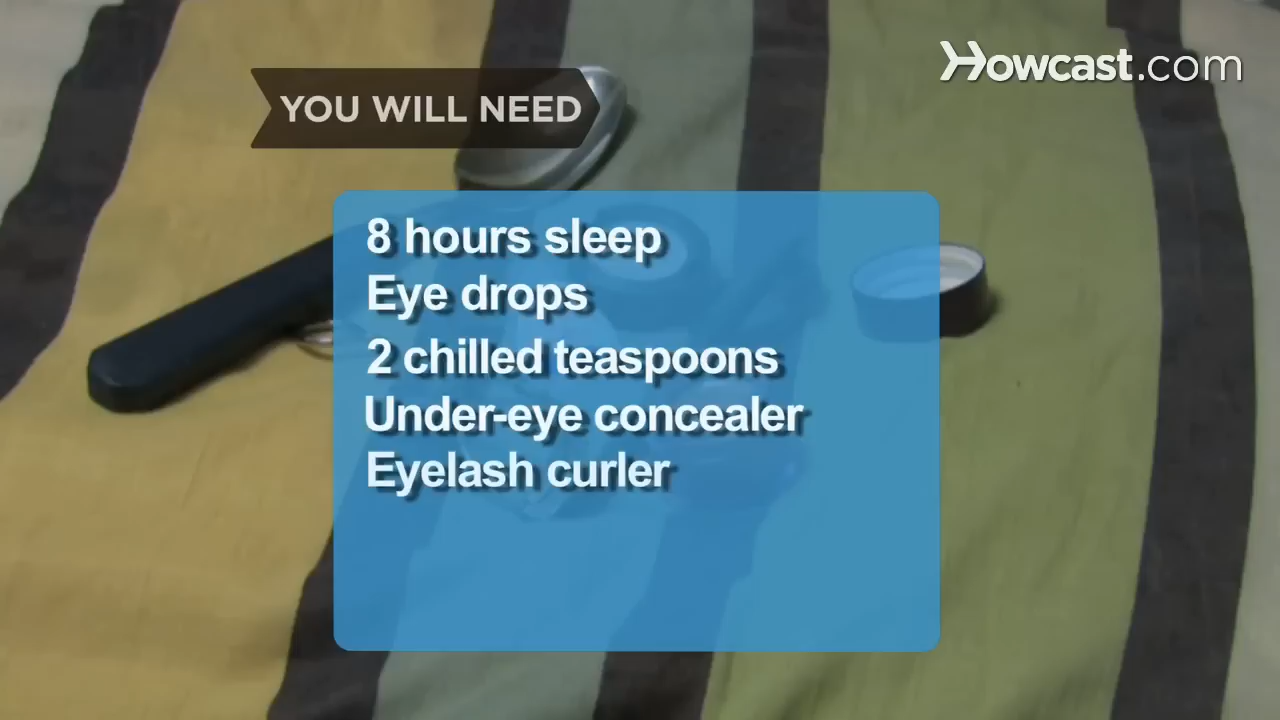 Howcast.com
YOU WILL NEED
8 hours sleep
Eye drops
2 chilled teaspoons
Under-eye concealer
Eyelash curler